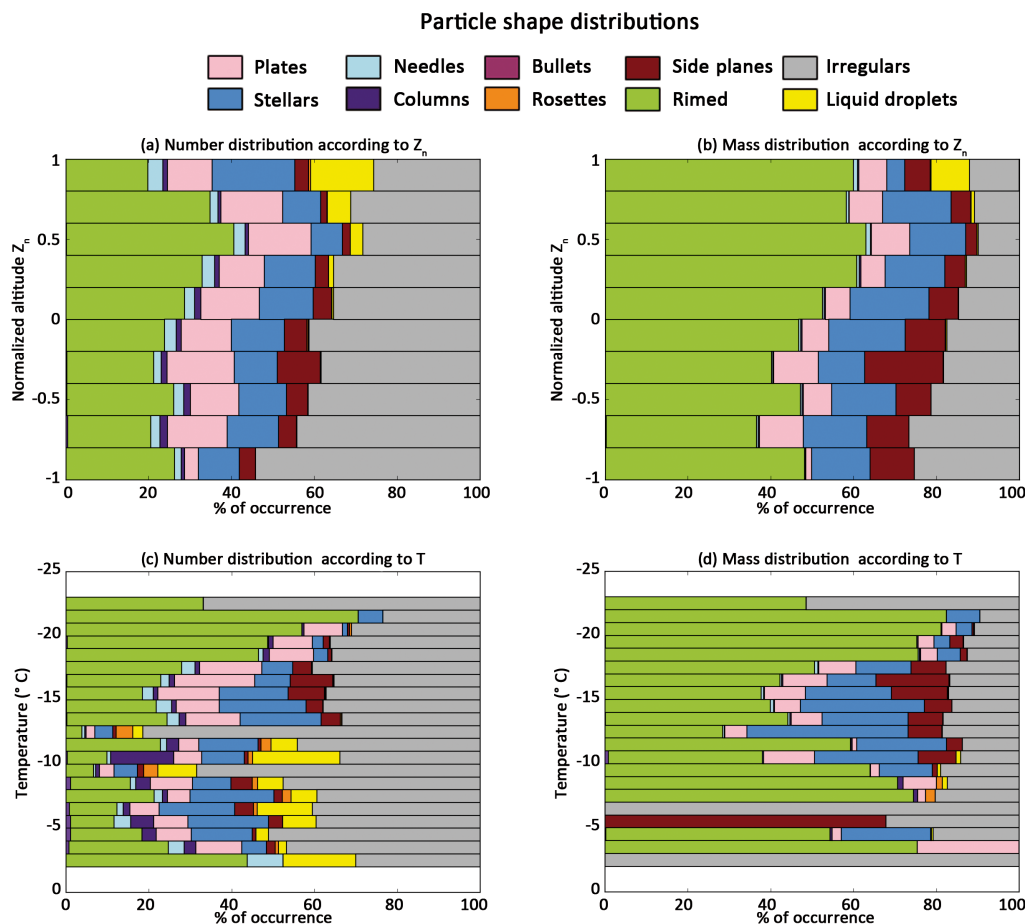 Particle shape distributions
Plates Needles Bullets Side planes Irregulars
Stellars Columns Rosettes Rimed Liquid droplets
(a) Number distribution according to Zn
1
0.5
0
-0.5
-1
Normalized altitude Zn
0 20 40 60 80 100
% of occurrence
(b) Mass distribution according to Zn
1
0.5
0
-0.5
-1
Normalized altitude Zn
0 20 40 60 80 100
% of occurrence
(c) Number distribution according to T
-25
-20
-15
-10
-5
0
Temperature (° C)
0 20 40 60 80 100
% of occurrence
(d) Mass distribution according to T
-25
-20
-15
-10
-5
0
Temperature (° C)
0 20 40 60 80 100
% of occurrence